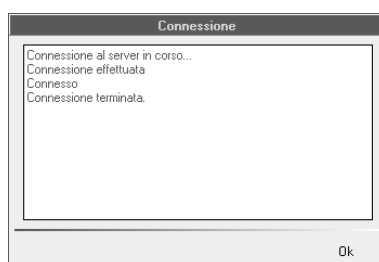 Connessione
Connessione al server in corso...
Connessione effettuata
Connesso
Connessione terminata.
Ok